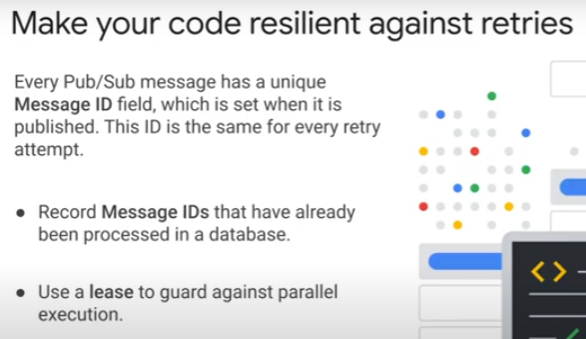 Make your code resilient against retries
Every Pub/Sub message has a unique
Message ID field, which is set when it is
published. This ID is the same for every retry
attempt.
• Record Message IDs that have already
been processed in a database.
• Use a lease to guard against parallel
execution.